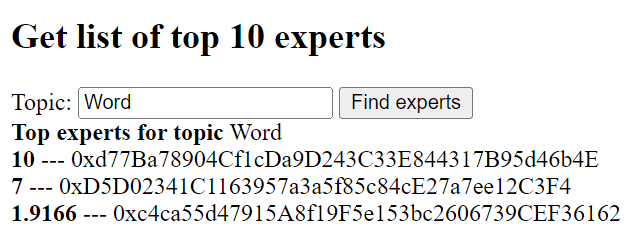 Get list of top 10 experts
Topic: Word Find experts
Top experts for topic Word
10 --- 0xd77Ba78904Cf1cDa9D243C33E844317B95d46b4E
7 --- 0xD5D02341C1163957a3a5f85c84cE27a7ee12C3F4
1.9166 --- 0xc4ca55d47915A8f19F5e153bc2606739CEF36162